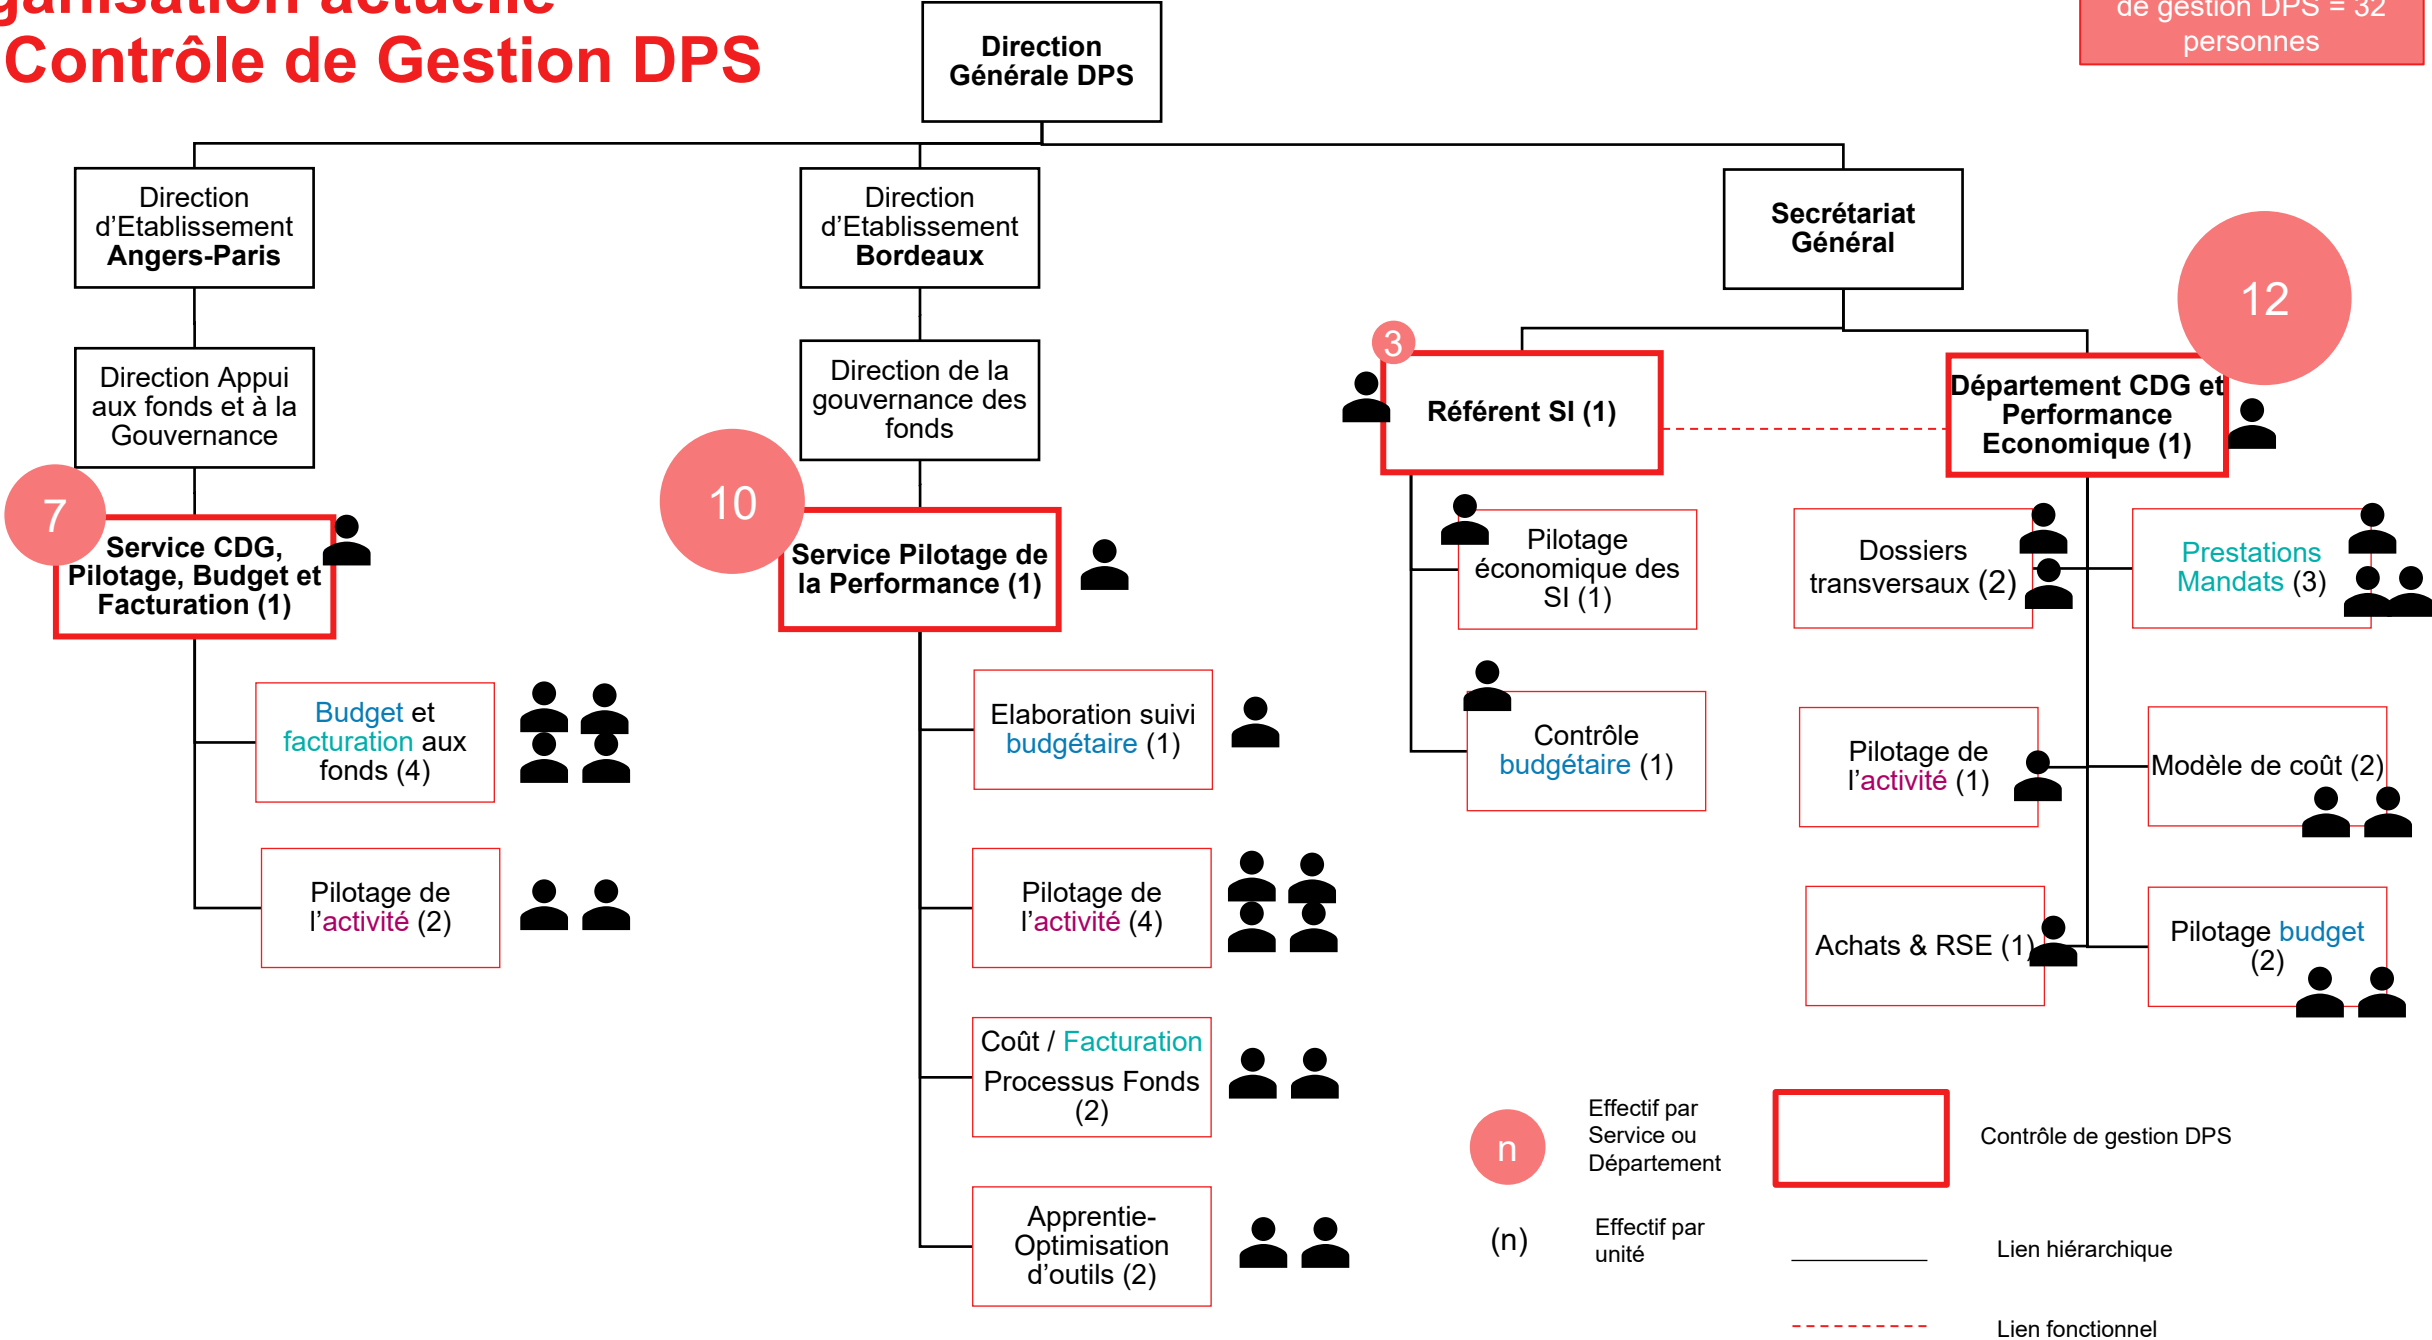 Contrôle de Gestion DPS
de gestion DPS = 32
personnes
Direction
Générale DPS
Direction
d’Etablissement
Angers-Paris
Direction
d’Etablissement
Bordeaux
Secrétariat
Général
12
Direction Appui
aux fonds et à la
Gouvernance
Direction de la
gouvernance des
fonds
3
Référent SI (1)
Département CDG et
Performance
Economique (1)
7
Service CDG,
Pilotage, Budget et
Facturation (1)
10
Service Pilotage de
la Performance (1)
Pilotage
économique des
SI (1)
Dossiers
transversaux (2)
Prestations
Mandats (3)
Budget et
facturation aux
fonds (4)
Elaboration suivi
budgétaire (1)
Contrôle
budgétaire (1)
Pilotage de
l’activité (1)
Modèle de coût (2)
Pilotage de
l’activité (2)
Pilotage de
l’activité (4)
Achats & RSE (1)
Pilotage budget
(2)
Coût / Facturation
Processus Fonds
(2)
Apprentie-
Optimisation
d’outils (2)
n
Effectif par
Service ou
Département
Contrôle de gestion DPS
(n)
Effectif par
unité
Lien hiérarchique
Lien fonctionnel